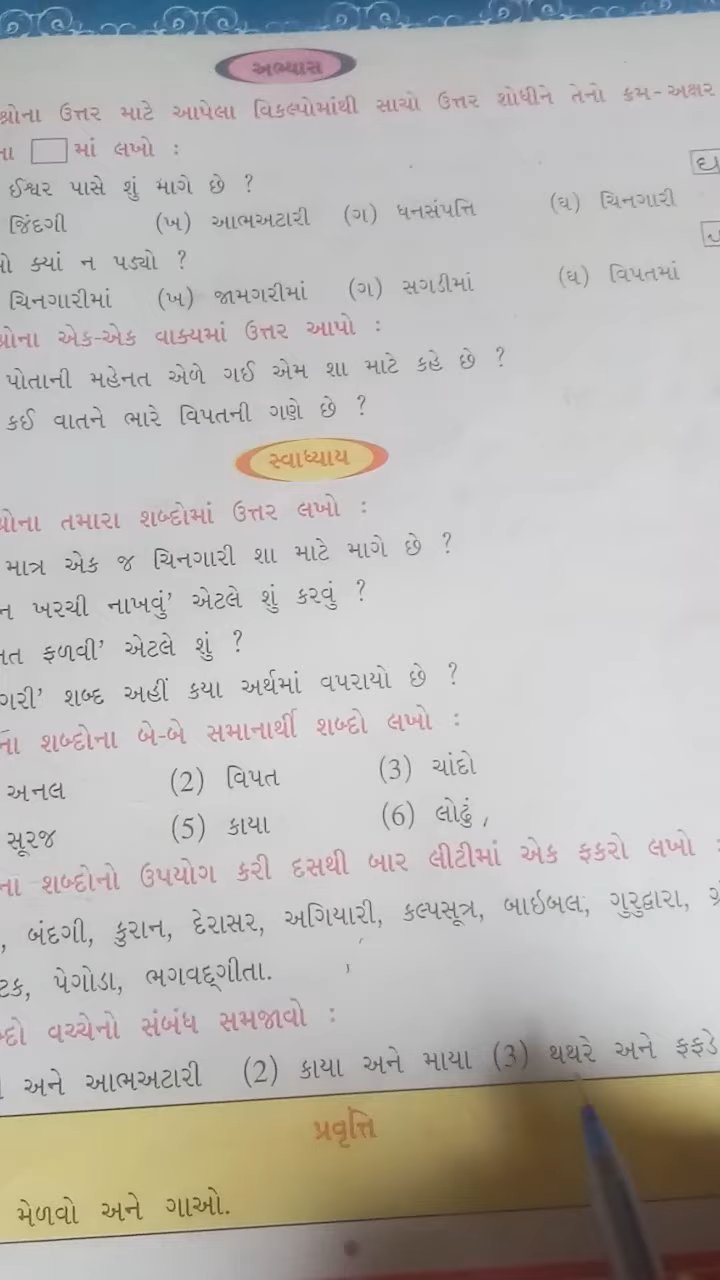 અભ્યાસ
શ્નોના ઉત્તર માટે આપેલા વિકલ્પોમાંથી સાચો ઉત્તર શોધીને તેનો ક્રમ-અક્ષર
ના માં લખો :
ઈશ્વર પાસે શું માગે છે ?
ઘ
જિંદગી (ખ) આભઅટારી (ગ) ધનસંપત્તિ (ઘ) ચિનગારી
ક્યાં ન પડ્યો ?
ચિનગારીમાં (ખ) જામગરીમાં (ગ) સગડીમાં (ઘ) વિપતમાં
શ્નોના એક-એક વાક્યમાં ઉત્તર આપો :
પોતાની મહેનત એળે ગઈ એમ શા માટે કહે છે ?
કઈ વાતને ભારે વિપતની ગણે છે ?
સ્વાધ્યાય
શ્નોના તમારા શબ્દોમાં ઉત્તર લખો :
માત્ર એક જ ચિનગારી શા માટે માગે છે ?
ન ખરચી નાખવું' એટલે શું કરવું ?
નત ફળવી' એટલે શું ?
ગરી' શબ્દ અહીં કયા અર્થમાં વપરાયો છે ?
ના શબ્દોના બે-બે સમાનાર્થી શબ્દો લખો :
અનલ (2) વિપત (3) ચાંદો
સૂરજ (5) કાયા (6) લોઢું
ના શબ્દોનો ઉપયોગ કરી દસથી બાર લીટીમાં એક ફકરો લખો :
, બંદગી, કુરાન, દેરાસર, અગિયારી, કલ્પસૂત્ર, બાઇબલ, ગુરુદ્વારા,
ટક, પેગોડા, ભગવદ્ગીતા.
બ્દો વચ્ચેનો સંબંધ સમજાવો :
અને આભઅટારી (2) કાયા અને માયા (3) થથરે અને ફફડે
પ્રવૃત્તિ
મેળવો અને ગાઓ.